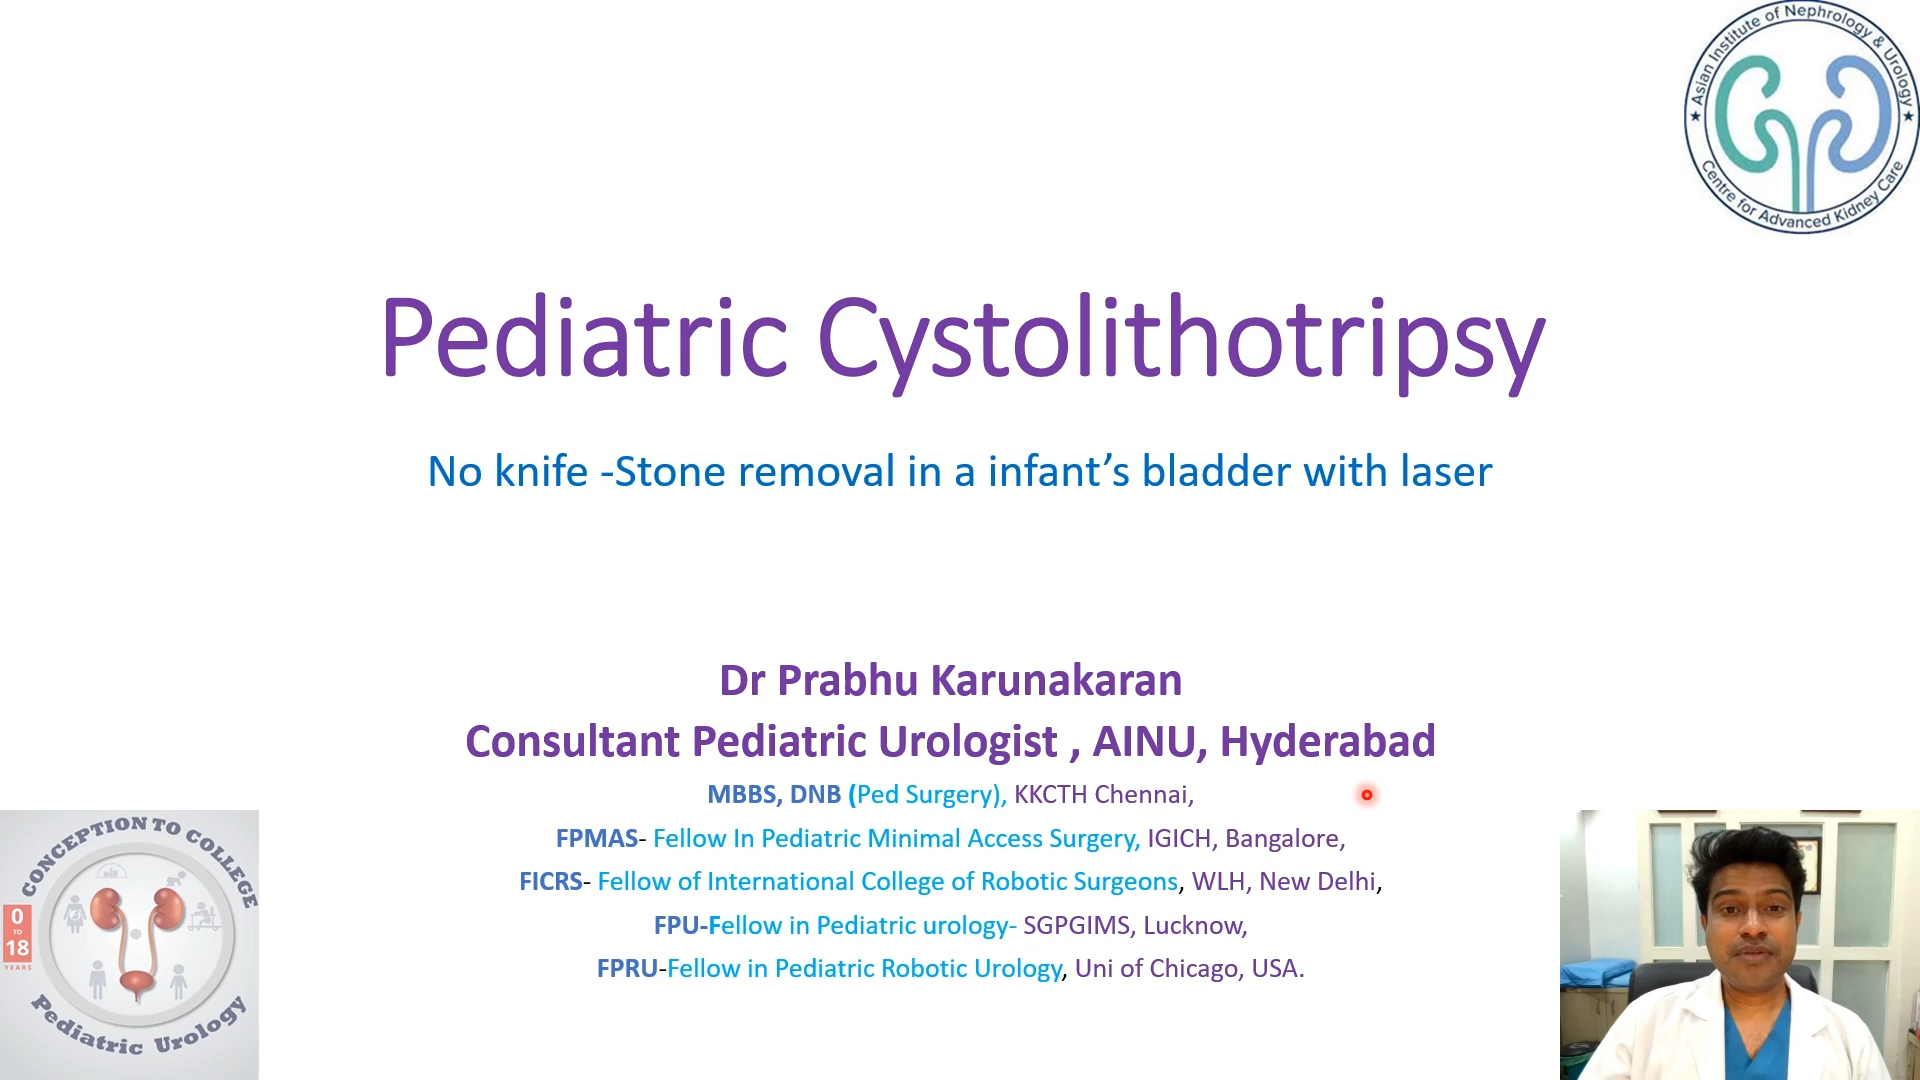 Asian Institute of Nephrology & Urology
Centre for Advanced Kidney Care
Pediatric Cystolithotripsy
No knife -Stone removal in a infant’s bladder with laser
Dr Prabhu Karunakaran
Consultant Pediatric Urologist , AINU, Hyderabad
MBBS, DNB (Ped Surgery), KKCTH Chennai,
FPMAS- Fellow In Pediatric Minimal Access Surgery, IGICH, Bangalore,
FICRS- Fellow of International College of Robotic Surgeons, WLH, New Delhi,
FPU-Fellow in Pediatric urology- SGPGIMS, Lucknow,
FPRU-Fellow in Pediatric Robotic Urology, Uni of Chicago, USA.
CONCEPTION TO COLLEGE
0
TO
18
YEARS
Pediatric Urology